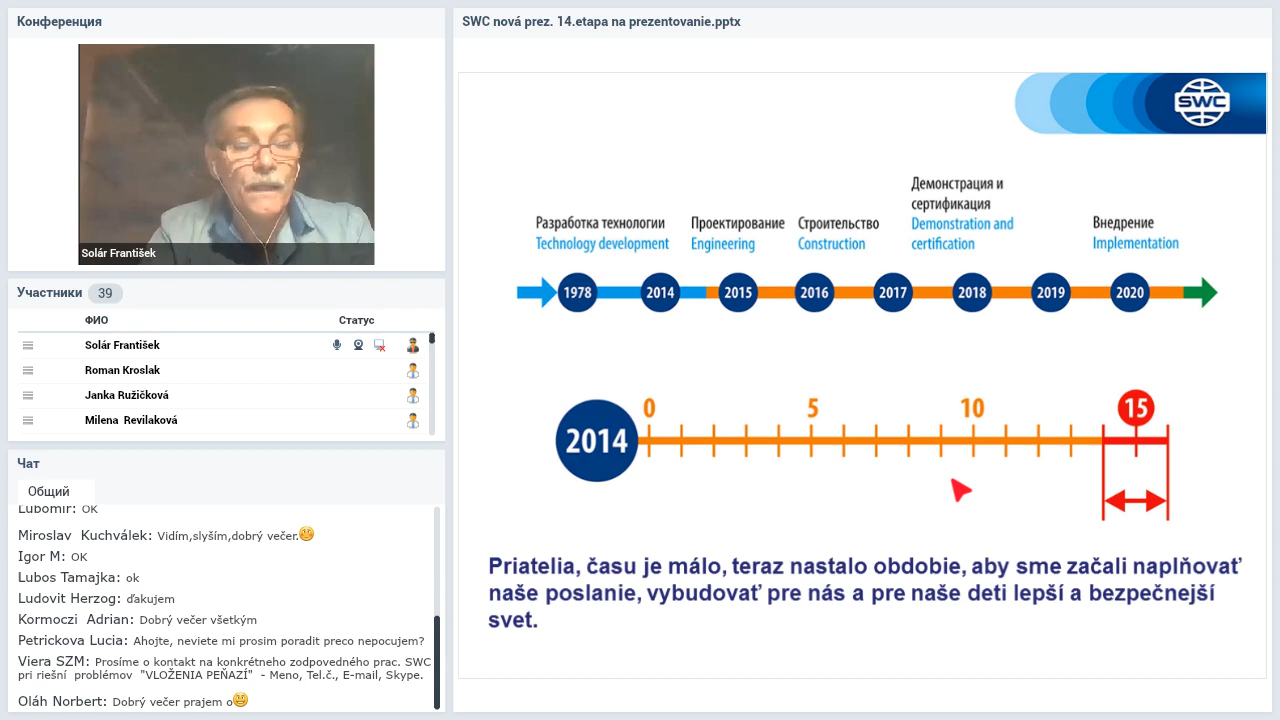 Конференция
Solár František
Участники 39
ФИО Статус
Solár František
Roman Kroslak
Janka Ružičková
Milena Revilaková
Чат
Общий
Lubomír: OK
Miroslav Kuchválek: Vidím,slyším,dobrý večer.
Igor M: OK
Lubos Tamajka: ok
Ludovit Herzog: ďakujem
Kormoczi Adrian: Dobrý večer všetkým
Petrickova Lucia: Ahojte, neviete mi prosim poradit preco nepocujem?
Viera SZM: Prosíme o kontakt na konkrétneho zodpovedného prac. SWC
pri riešní problémov "VLOŽENIA PEŇAZÍ" - Meno, Tel.č., E-mail, Skype.
Oláh Norbert: Dobrý večer prajem o
SWC nová prez. 14.etapa na prezentovanie.pptx
SWC
Разработка технологии
Technology development
Проектирование
Engineering
Строительство
Construction
Демонстрация и
сертификация
Demonstration and
certification
Внедрение
Implementation
1978 2014 2015 2016 2017 2018 2019 2020
2014 0 5 10 15
Priatelia, času je málo, teraz nastalo obdobie, aby sme začali naplňovať
naše poslanie, vybudovať pre nás a pre naše deti lepší a bezpečnejší
svet.